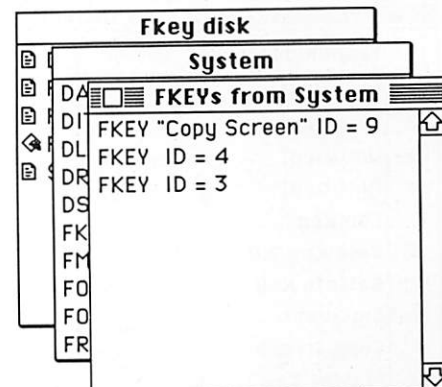 Fkey disk
System
FKEYs from System
DA
DIT
DL
DR
DS
FK
FM
FO
FO
FR
FKEY "Copy Screen" ID = 9
FKEY ID = 4
FKEY ID = 3